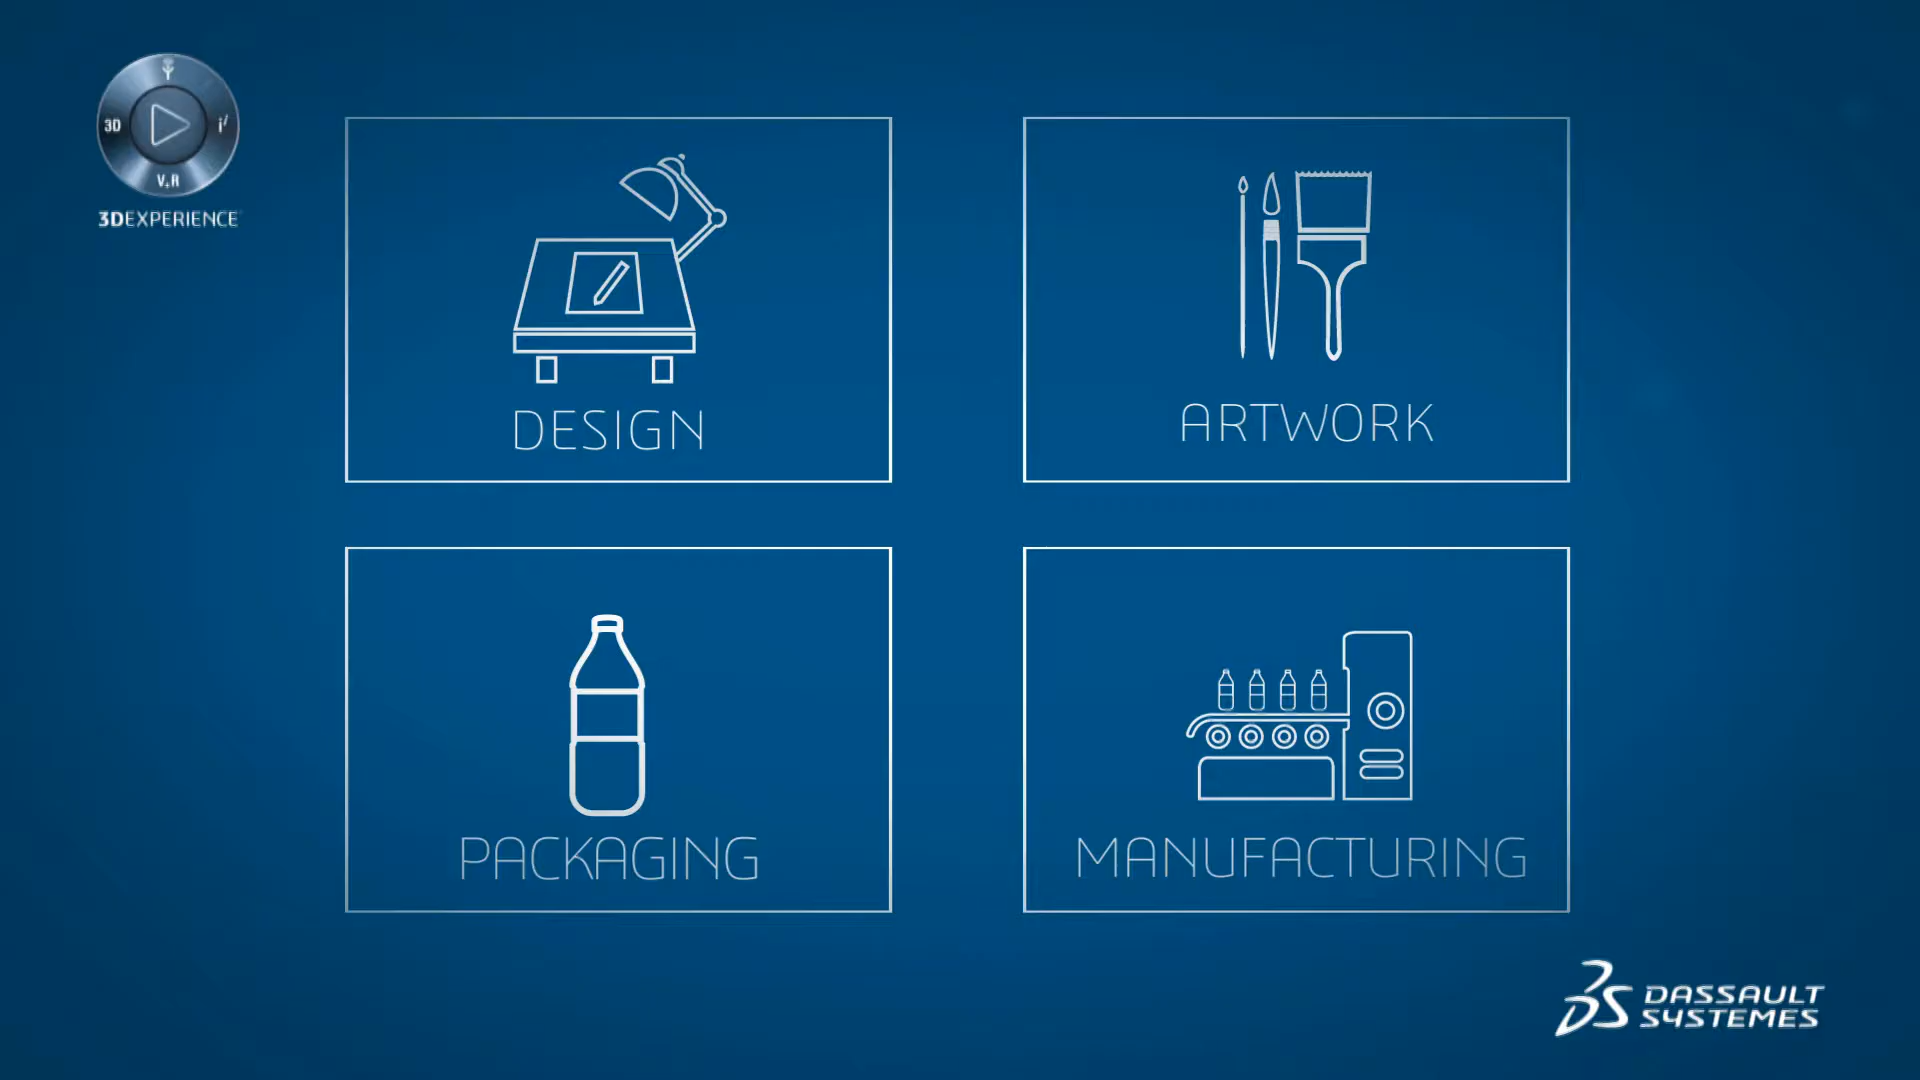 3D
i
V+R
3DEXPERIENCE
DESIGN
ARTWORK
PACKAGING
MANUFACTURING
DASSAULT
SYSTEMES